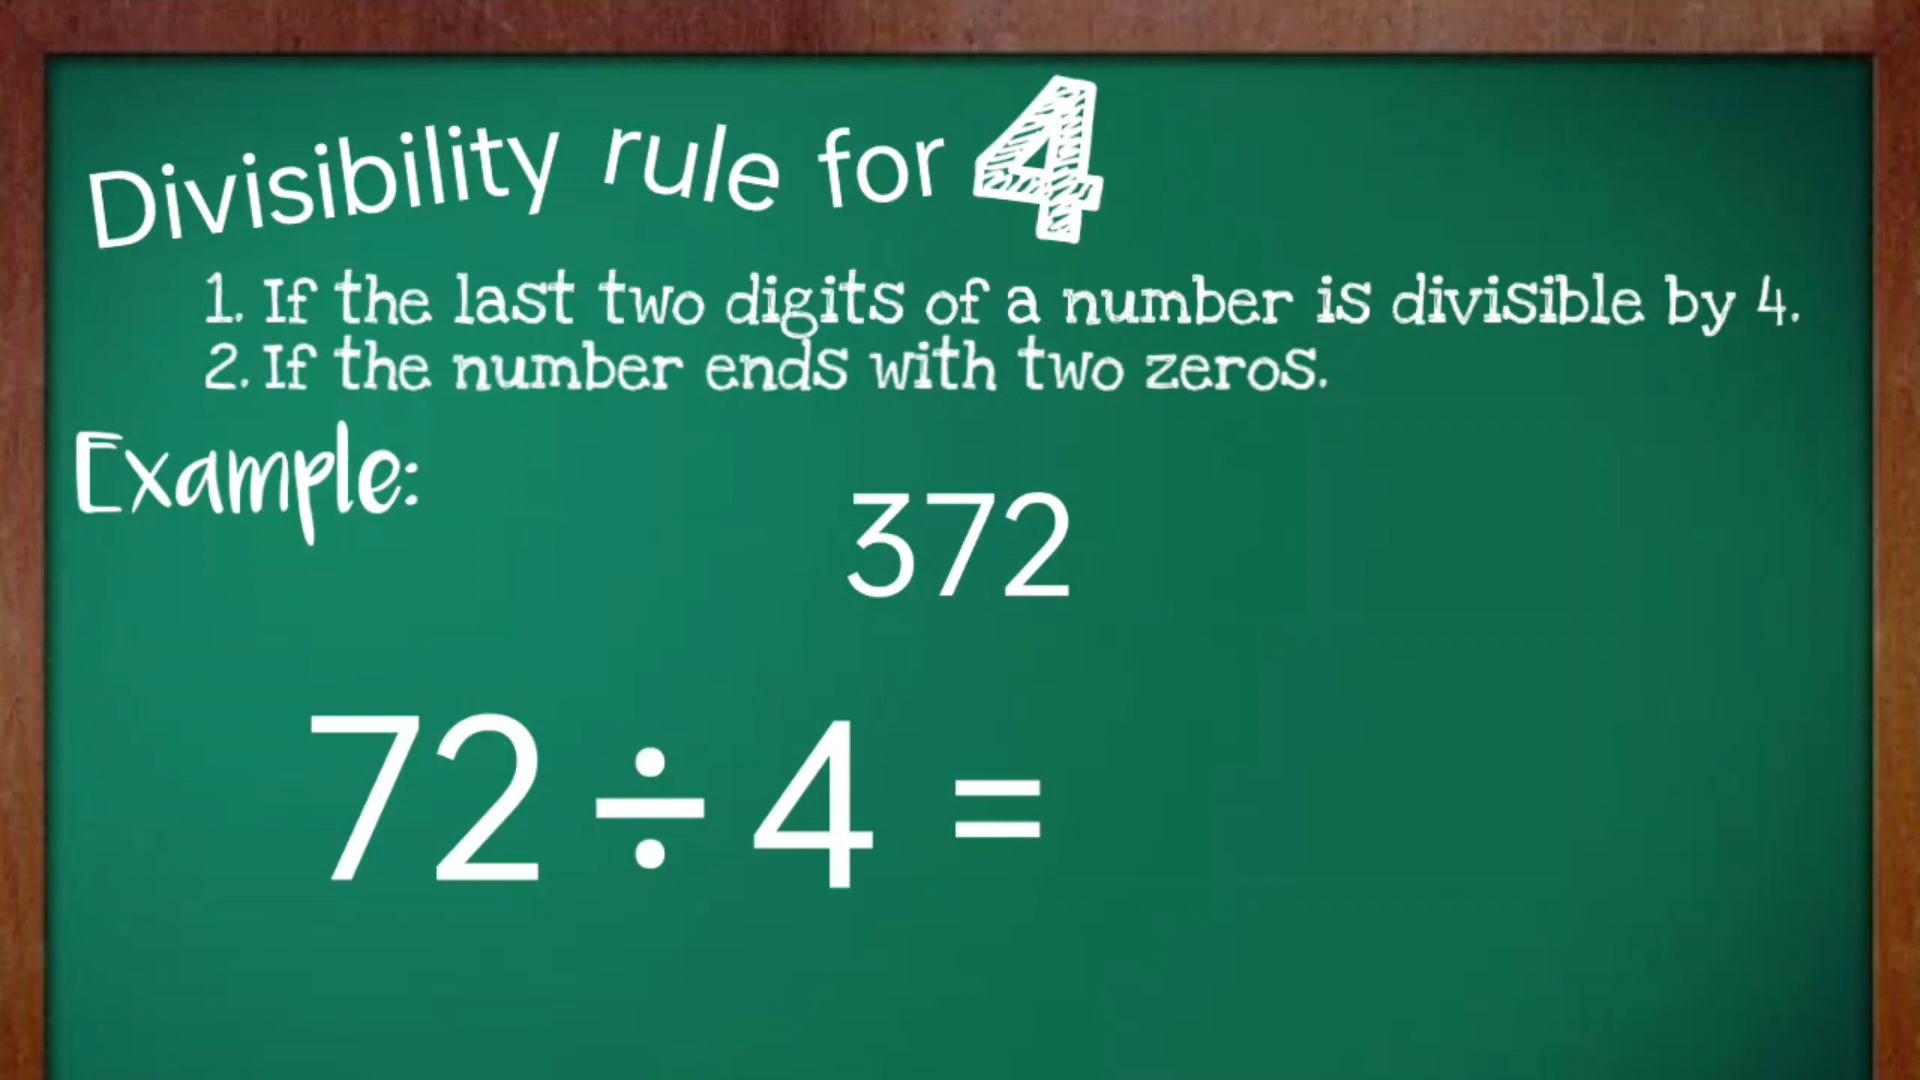 Divisibility rule for 4
1. If the last two digits of a number is divisible by 4.
2. If the number ends with two zeros.
Example:
372
72 ÷ 4 =